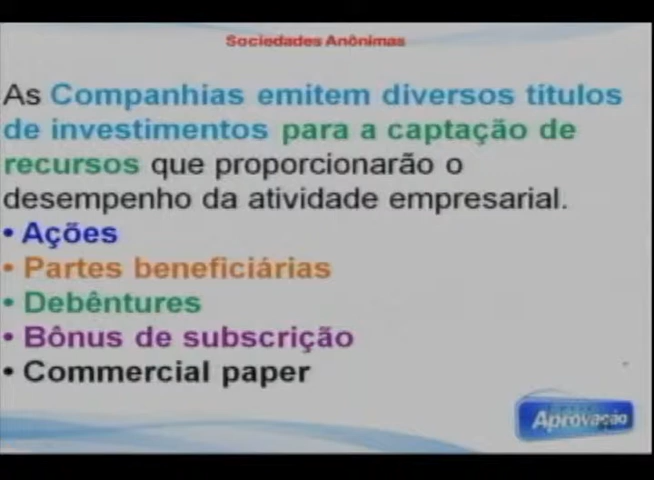 Sociedades Anônimas
As Companhias emitem diversos títulos
de investimentos para a captação de
recursos que proporcionarão o
desempenho da atividade empresarial.
• Ações
• Partes beneficiárias
• Debêntures
• Bônus de subscrição
• Commercial paper
Aprovação